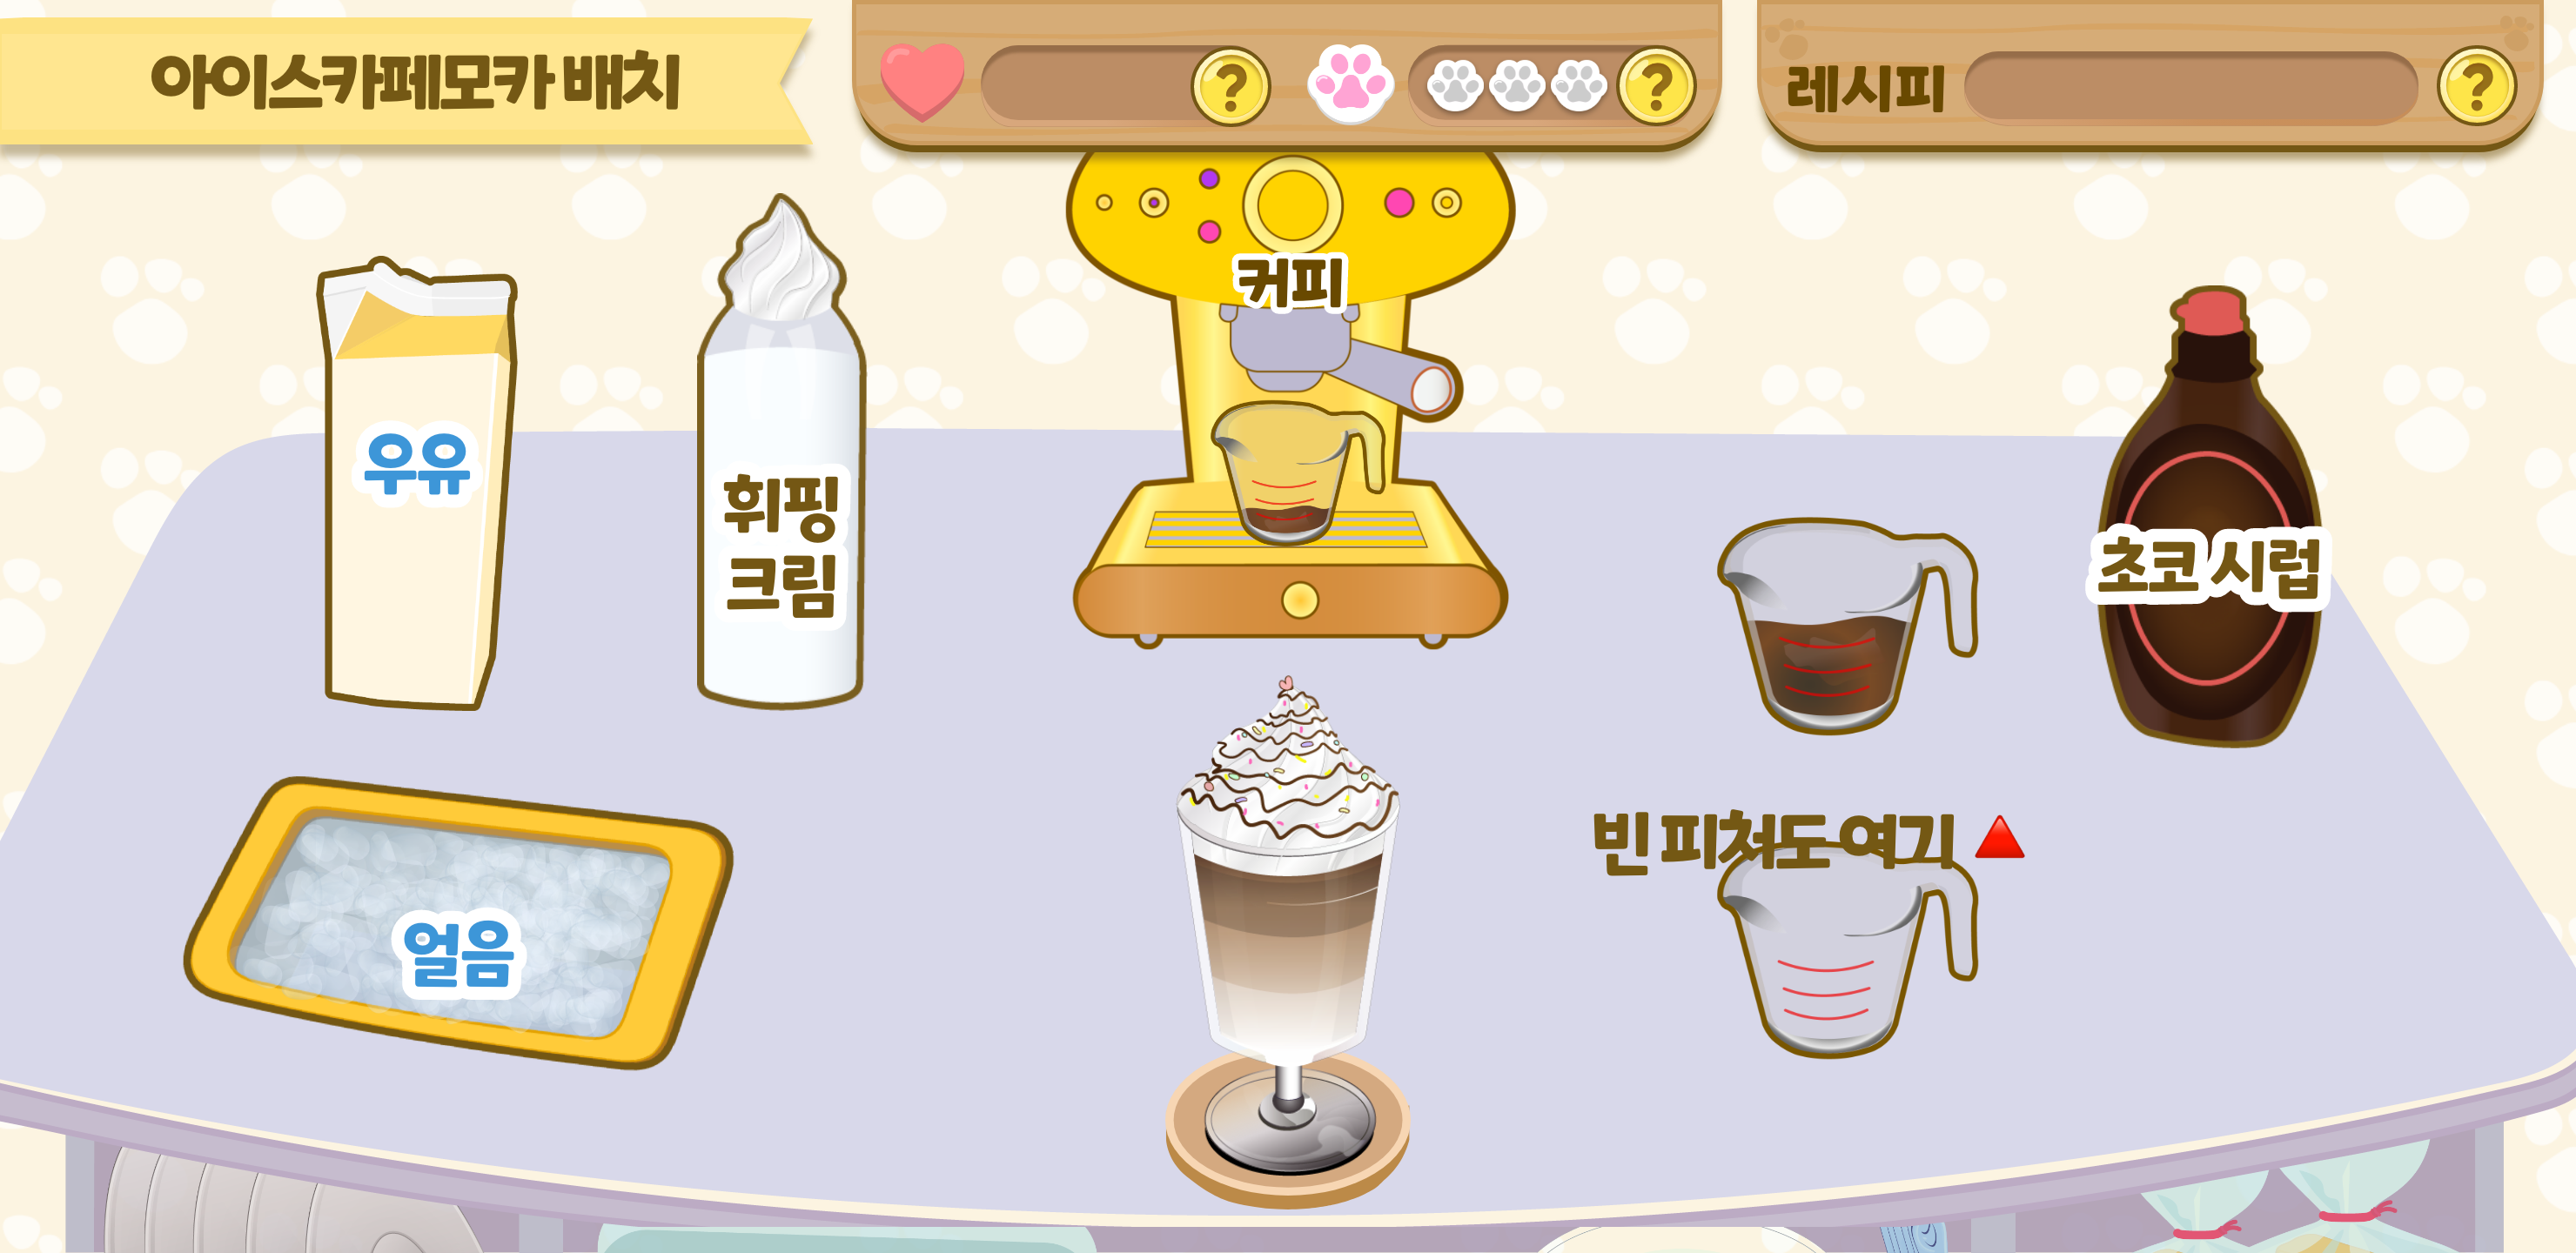 아이스카페모카 배치
?
?
레시피
?
커피
우유
휘핑
크림
초코 시럽
빈 피쳐도 여기
얼음